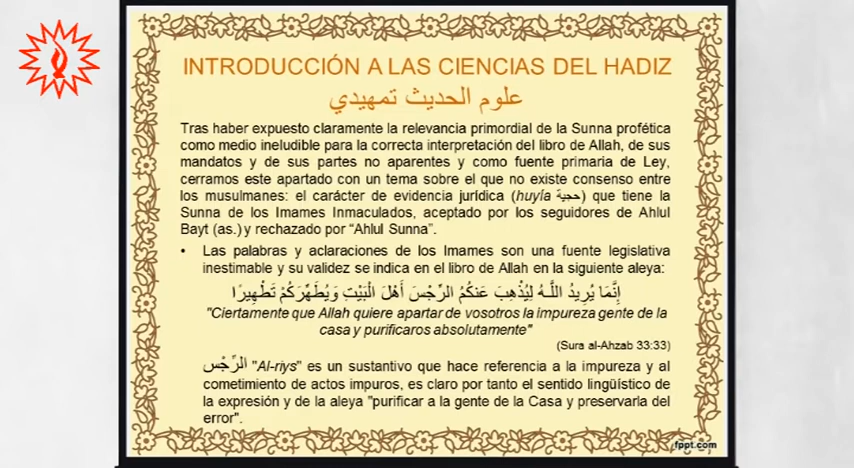 INTRODUCCIÓN A LAS CIENCIAS DEL HADIZ
علوم الحديث تمهيدي
Tras haber expuesto claramente la relevancia primordial de la Sunna profética
como medio ineludible para la correcta interpretación del libro de Allah, de sus
mandatos y de sus partes no aparentes y como fuente primaria de Ley,
cerramos este apartado con un tema sobre el que no existe consenso entre
los musulmanes: el carácter de evidencia jurídica (huyía حجية) que tiene la
Sunna de los Imames Inmaculados, aceptado por los seguidores de Ahlul
Bayt (as.) y rechazado por “Ahlul Sunna”.
• Las palabras y aclaraciones de los Imames son una fuente legislativa
inestimable y su validez se indica en el libro de Allah en la siguiente aleya:
إِنَّمَا يُرِيدُ اللَّـهُ لِيُذْهِبَ عَنكُمُ الرِّجْسَ أَهْلَ الْبَيْتِ وَيُطَهِّرَكُمْ تَطْهِيرًا
"Ciertamente que Allah quiere apartar de vosotros la impureza gente de la
casa y purificaros absolutamente"
(Sura al-Ahzab 33:33)
الرِّجْس "Al-riys" es un sustantivo que hace referencia a la impureza y al
cometimiento de actos impuros, es claro por tanto el sentido lingüístico de
la expresión y de la aleya "purificar a la gente de la Casa y preservarla del
error".
fppt.com